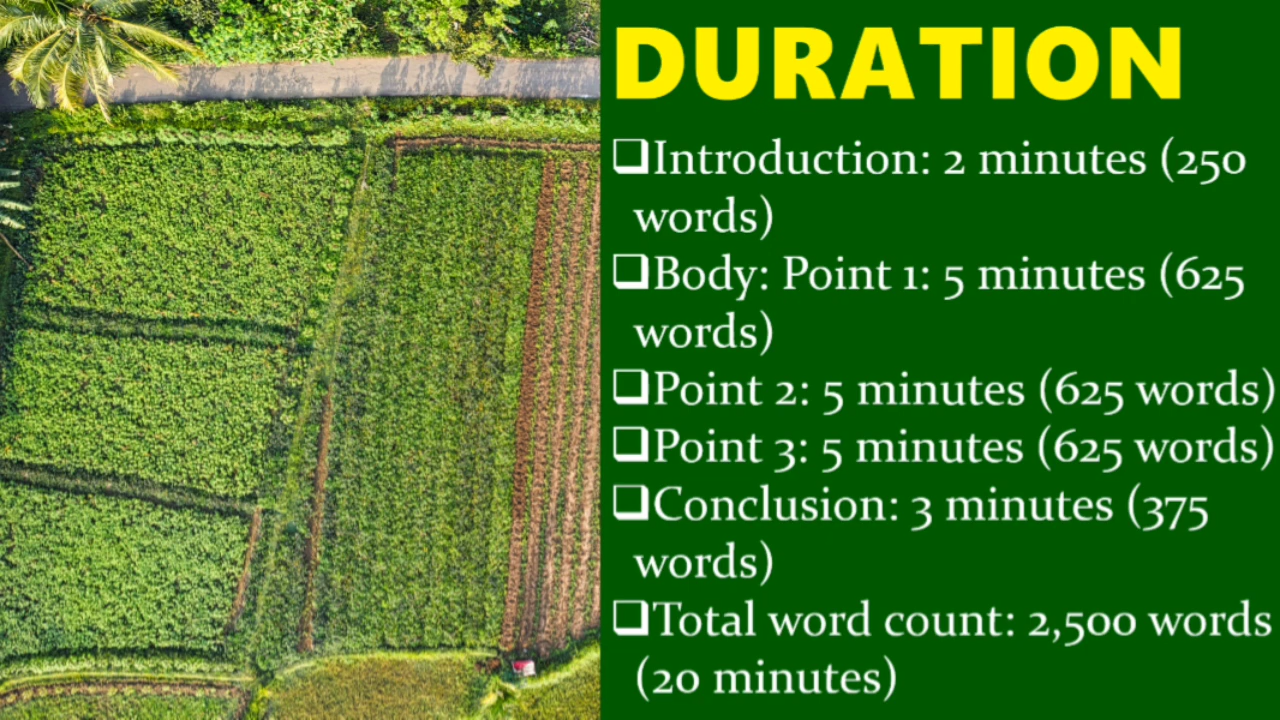 DURATION
❑Introduction: 2 minutes (250
words)
❑Body: Point 1: 5 minutes (625
words)
❑Point 2: 5 minutes (625 words)
❑Point 3: 5 minutes (625 words)
❑Conclusion: 3 minutes (375
words)
❑Total word count: 2,500 words
(20 minutes)